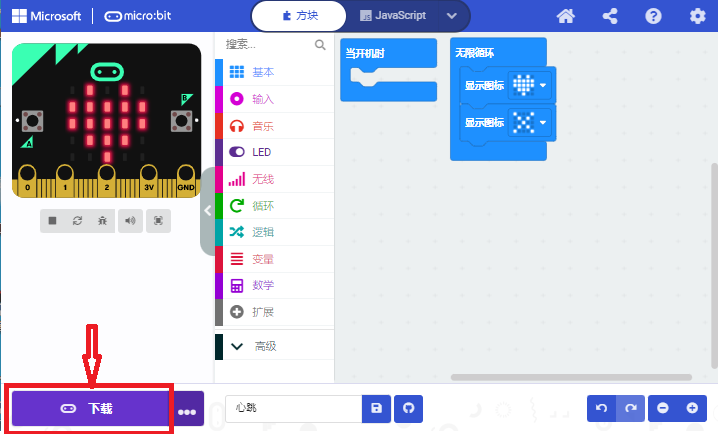 Microsoft
micro:bit
方块
JavaScript
搜索...
基本
输入
音乐
LED
无线
循环
逻辑
变量
数学
扩展
高级
当开机时
无限循环
显示图标
显示图标
B
A
0 1 2 3V GND
下载
心跳